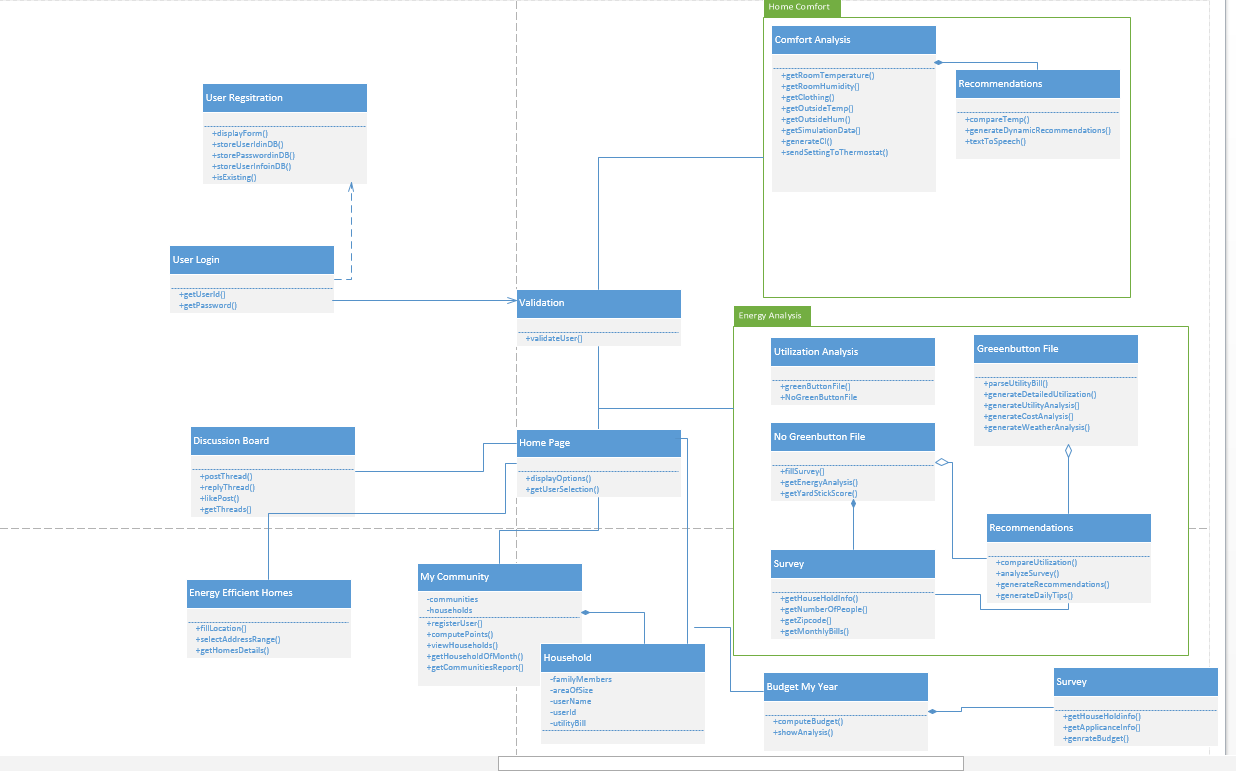 Home Comfort
Comfort Analysis
+getRoomTemperature()
+getRoomHumidity()
+getClothing()
+getOutsideTemp()
+getOutsideHum()
+getSimulationData()
+generateCI()
+sendSettingToThermostat()
Recommendations
+compareTemp()
+generateDynamicRecommendations()
+textToSpeech()
User Regsitration
+displayForm()
+storeUserIdinDB()
+storePasswordinDB()
+storeUserInfoinDB()
+isExisting()
User Login
+getUserId()
+getPassword()
Validation
+validateUser()
Energy Analysis
Utilization Analysis
+greenButtonFile()
+NoGreenButtonFile
Greeenbutton File
+parseUtilityBill()
+generateDetailedUtilization()
+generateUtilityAnalysis()
+generateCostAnalysis()
+generateWeatherAnalysis()
No Greenbutton File
+fillSurvey()
+getEnergyAnalysis()
+getYardStickScore()
Discussion Board
+postThread()
+replyThread()
+likePost()
+getThreads()
Home Page
+displayOptions()
+getUserSelection()
Recommendations
+compareUtilization()
+analyzeSurvey()
+generateRecommendations()
+generateDailyTips()
Survey
+getHouseHoldInfo()
+getNumberOfPeople()
+getZipcode()
+getMonthlyBills()
Energy Efficient Homes
+fillLocation()
+selectAddressRange()
+getHomesDetails()
My Community
-communities
-households
+registerUser()
+computePoints()
+viewHouseholds()
+getHouseholdOfMonth()
+getCommunitiesReport()
Household
-familyMembers
-areaOfSize
-userName
-userId
-utilityBill
Budget My Year
+computeBudget()
+showAnalysis()
Survey
+getHouseHoldinfo()
+getApplicanceInfo()
+genrateBudget()